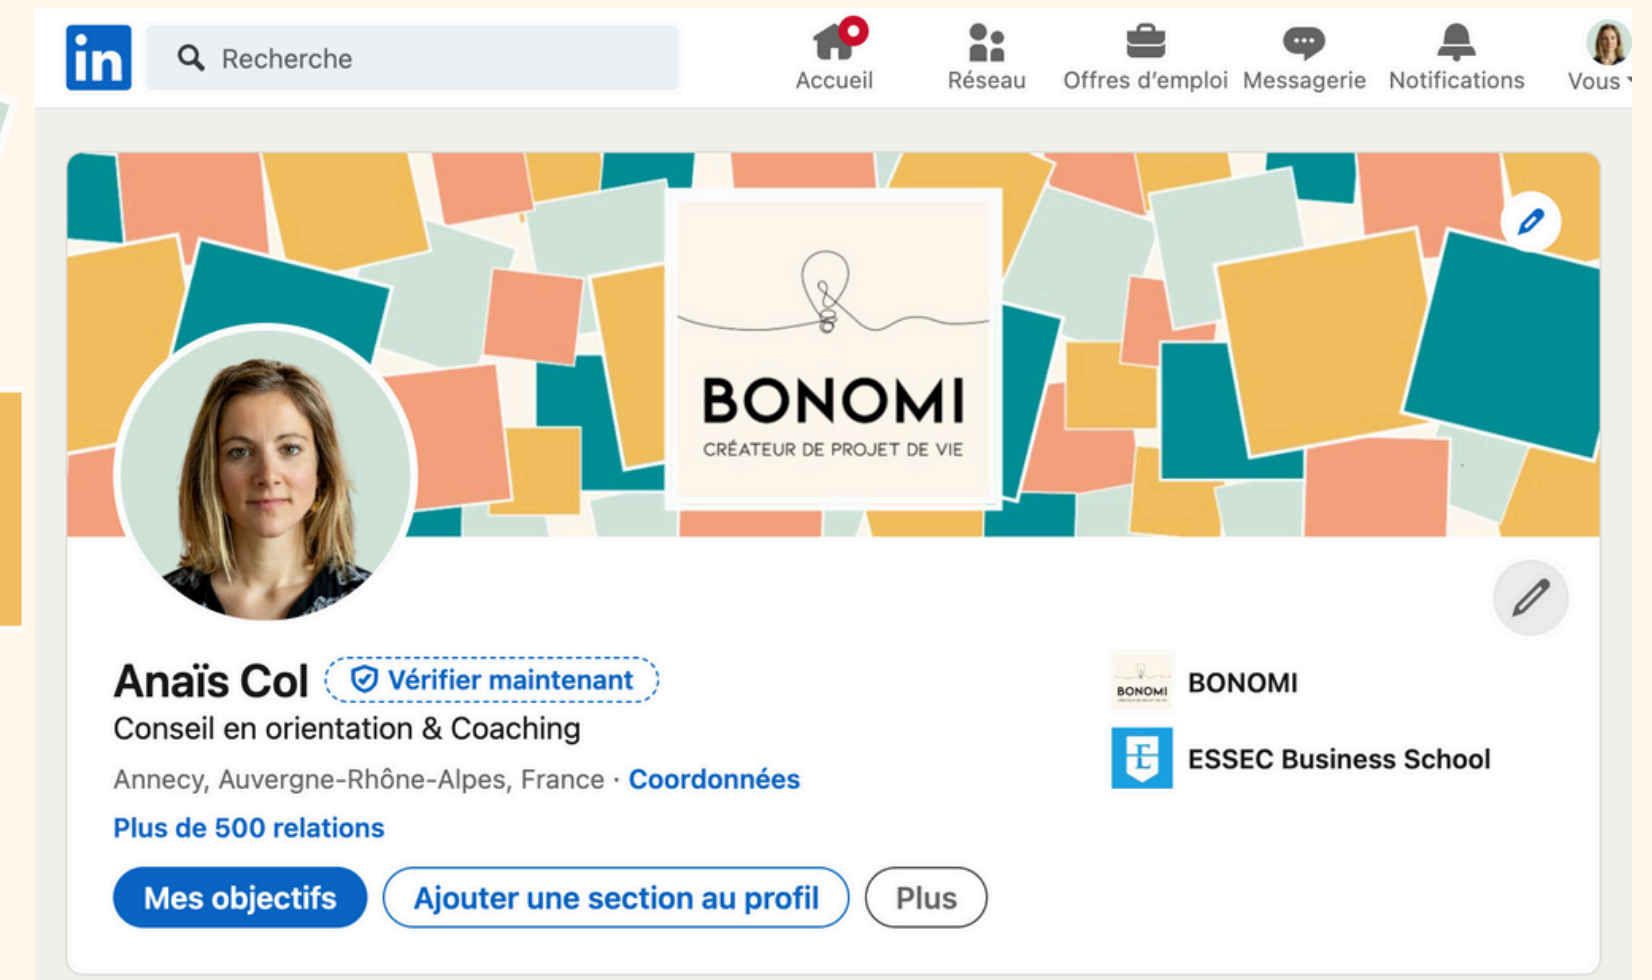 in
Recherche
Accueil
Réseau
Offres d'emploi
Messagerie
Notifications
Vous
BONOMI
CRÉATEUR DE PROJET DE VIE
Anaïs Col
Vérifier maintenant
Conseil en orientation & Coaching
Annecy, Auvergne-Rhône-Alpes, France · Coordonnées
Plus de 500 relations
Mes objectifs
Ajouter une section au profil
Plus
BONOMI
BONOMI
E
ESSEC Business School